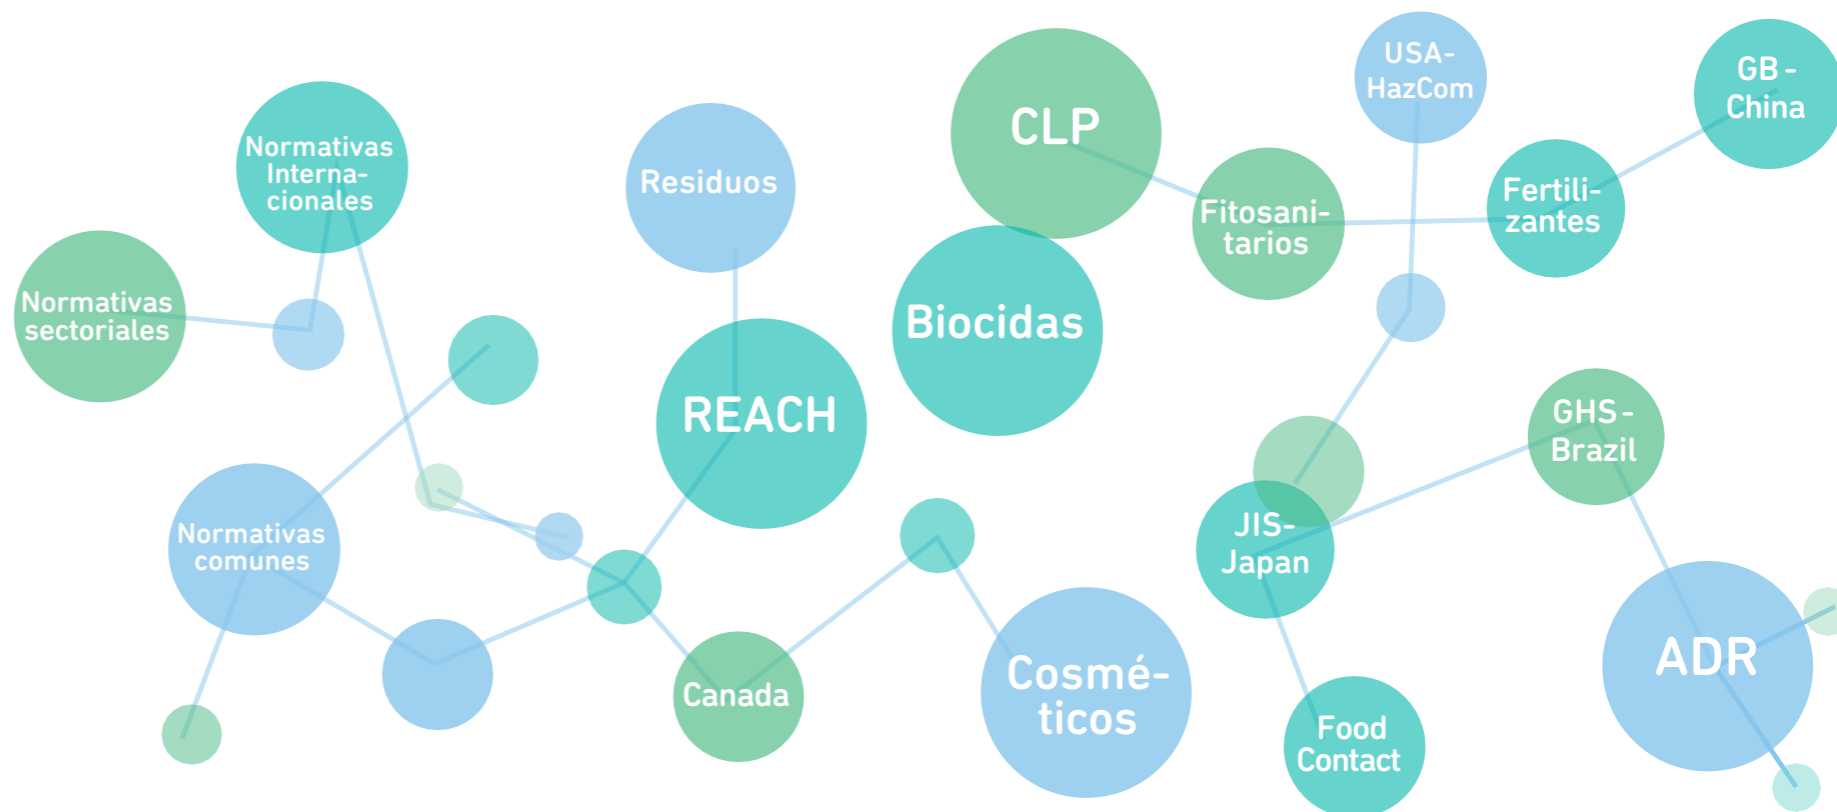 Normativas
Interna-
cionales
Normativas
sectoriales
Normativas
comunes
Residuos
REACH
Canada
CLP
Biocidas
Cosmé-
ticos
Fitosani-
tarios
USA-
HazCom
Fertili-
zantes
GB-
China
JIS-
Japan
GHS-
Brazil
Food
Contact
ADR